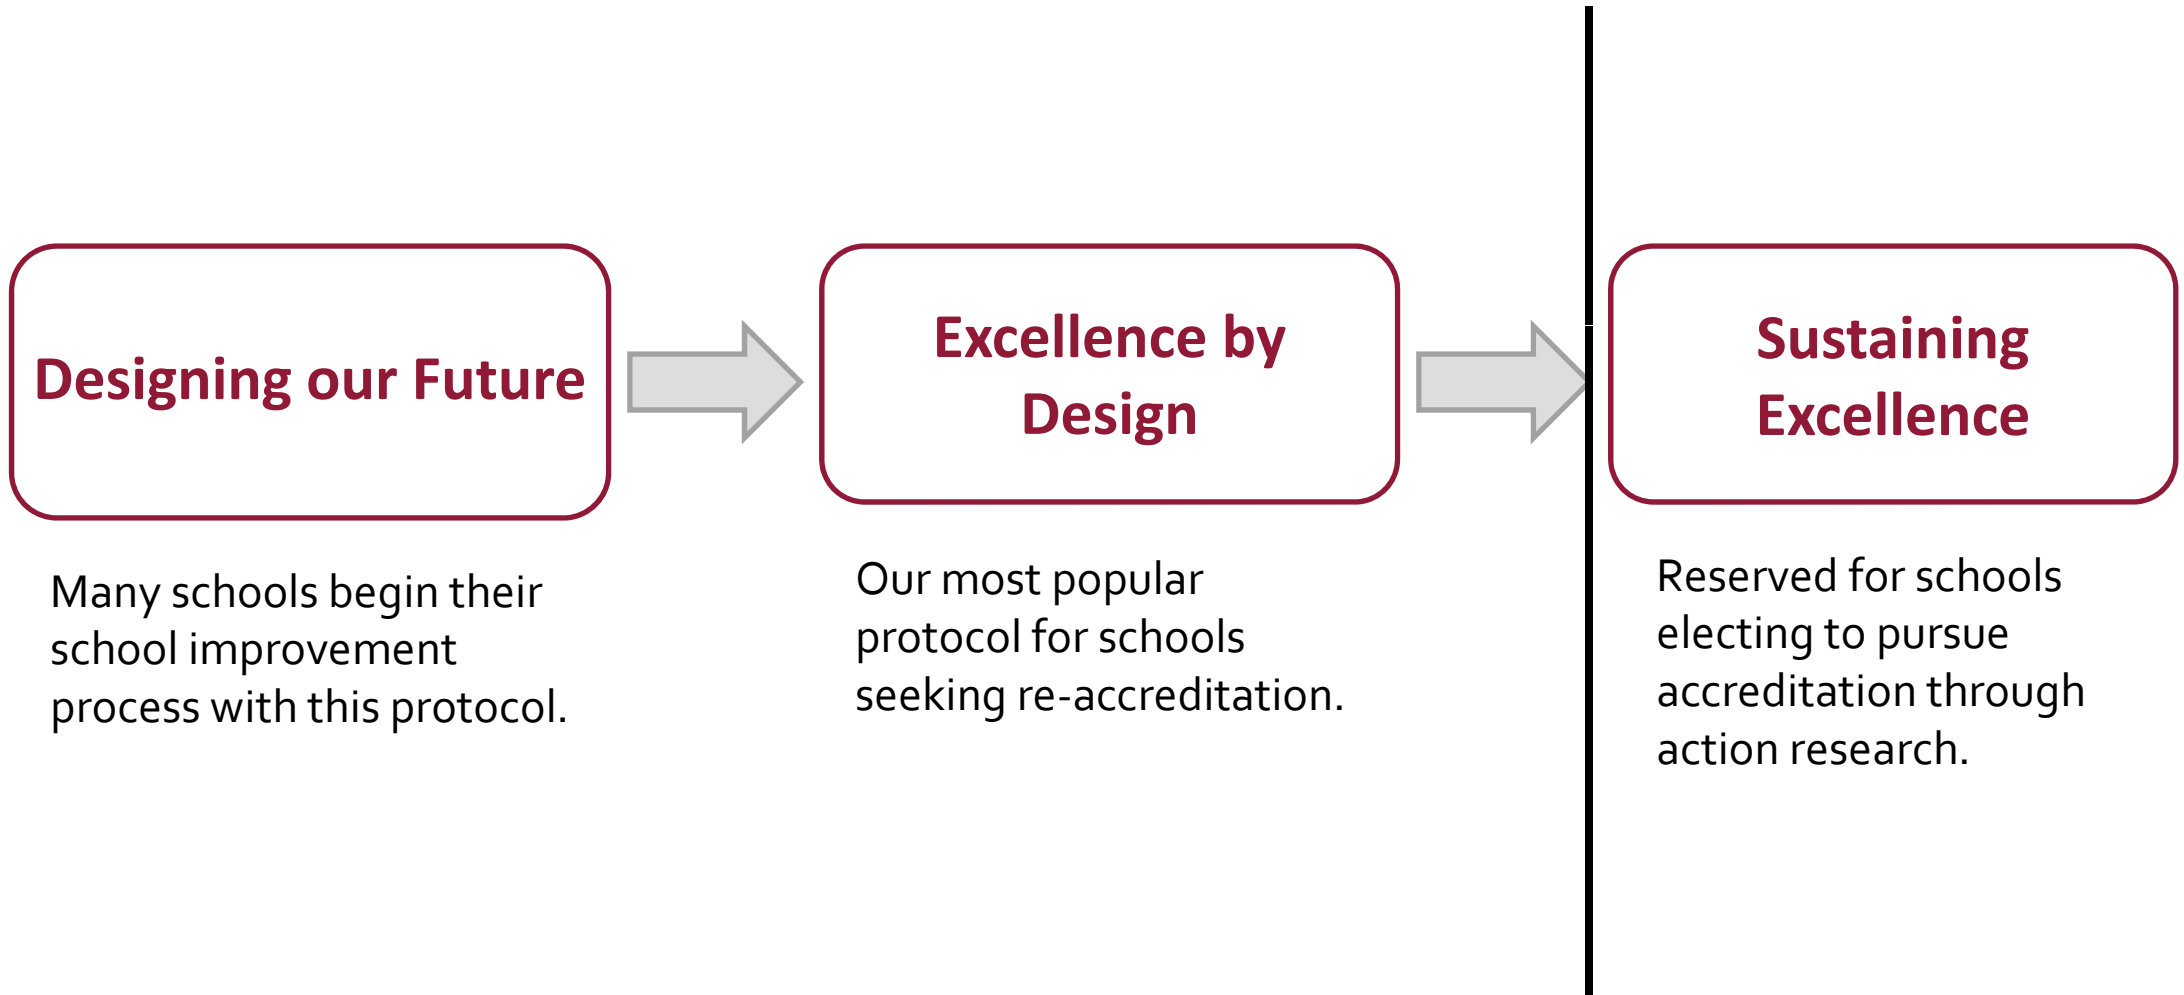 Designing our Future
Many schools begin their
school improvement
process with this protocol.
Excellence by
Design
Our most popular
protocol for schools
seeking re-accreditation.
Sustaining
Excellence
Reserved for schools
electing to pursue
accreditation through
action research.